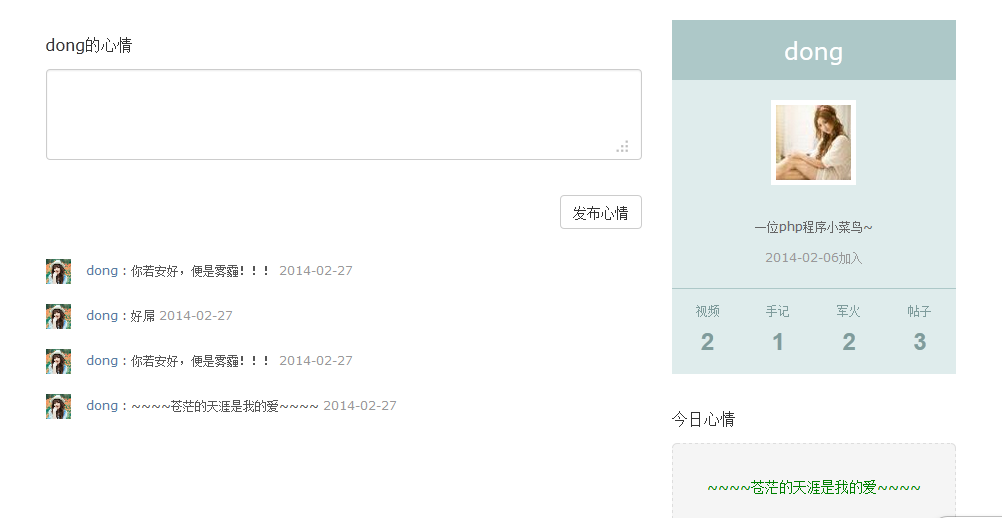 dong的心情
发布心情
dong : 你若安好，便是雾霾！！！ 2014-02-27
dong : 好屌 2014-02-27
dong : 你若安好，便是雾霾！！！ 2014-02-27
dong : ~~~~苍茫的天涯是我的爱~~~~ 2014-02-27
dong
一位php程序小菜鸟~
2014-02-06加入
视频 手记 军火 帖子
2 1 2 3
今日心情
~~~~苍茫的天涯是我的爱~~~~